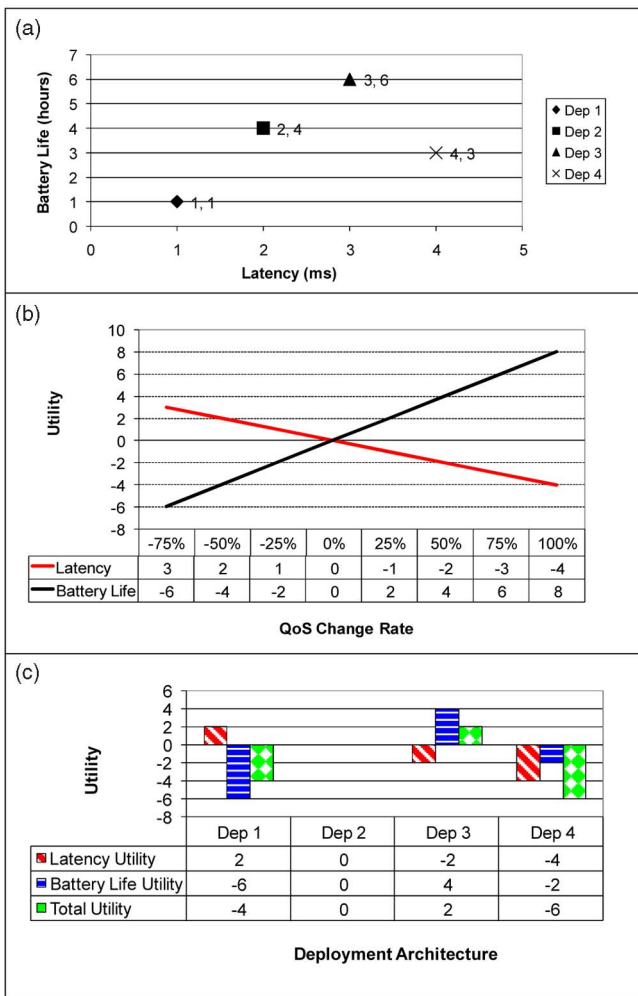 (a)
7
6
5
4
3
2
1
0
Battery Life (hours)
3, 6
2, 4
4, 3
1, 1
0 1 2 3 4 5
Latency (ms)
Dep 1
Dep 2
Dep 3
Dep 4
(b)
10
8
6
4
2
0
-2
-4
-6
-8
Utility
-75% -50% -25% 0% 25% 50% 75% 100%
Latency 3 2 1 0 -1 -2 -3 -4
Battery Life -6 -4 -2 0 2 4 6 8
QoS Change Rate
(c)
6
4
2
0
-2
-4
-6
-8
Utility
Dep 1 Dep 2 Dep 3 Dep 4
Latency Utility 2 0 -2 -4
Battery Life Utility -6 0 4 -2
Total Utility -4 0 2 -6
Deployment Architecture